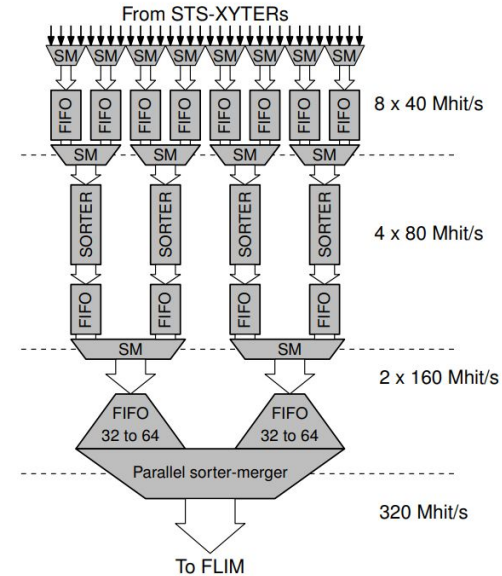 From STS-XYTERs
SM SM SM SM SM SM SM SM
FIFO FIFO FIFO FIFO FIFO FIFO FIFO FIFO
8 x 40 Mhit/s
SM SM SM SM
SORTER SORTER SORTER SORTER
4 x 80 Mhit/s
FIFO FIFO FIFO FIFO
SM SM
2 x 160 Mhit/s
FIFO FIFO
32 to 64 32 to 64
Parallel sorter-merger
320 Mhit/s
To FLIM